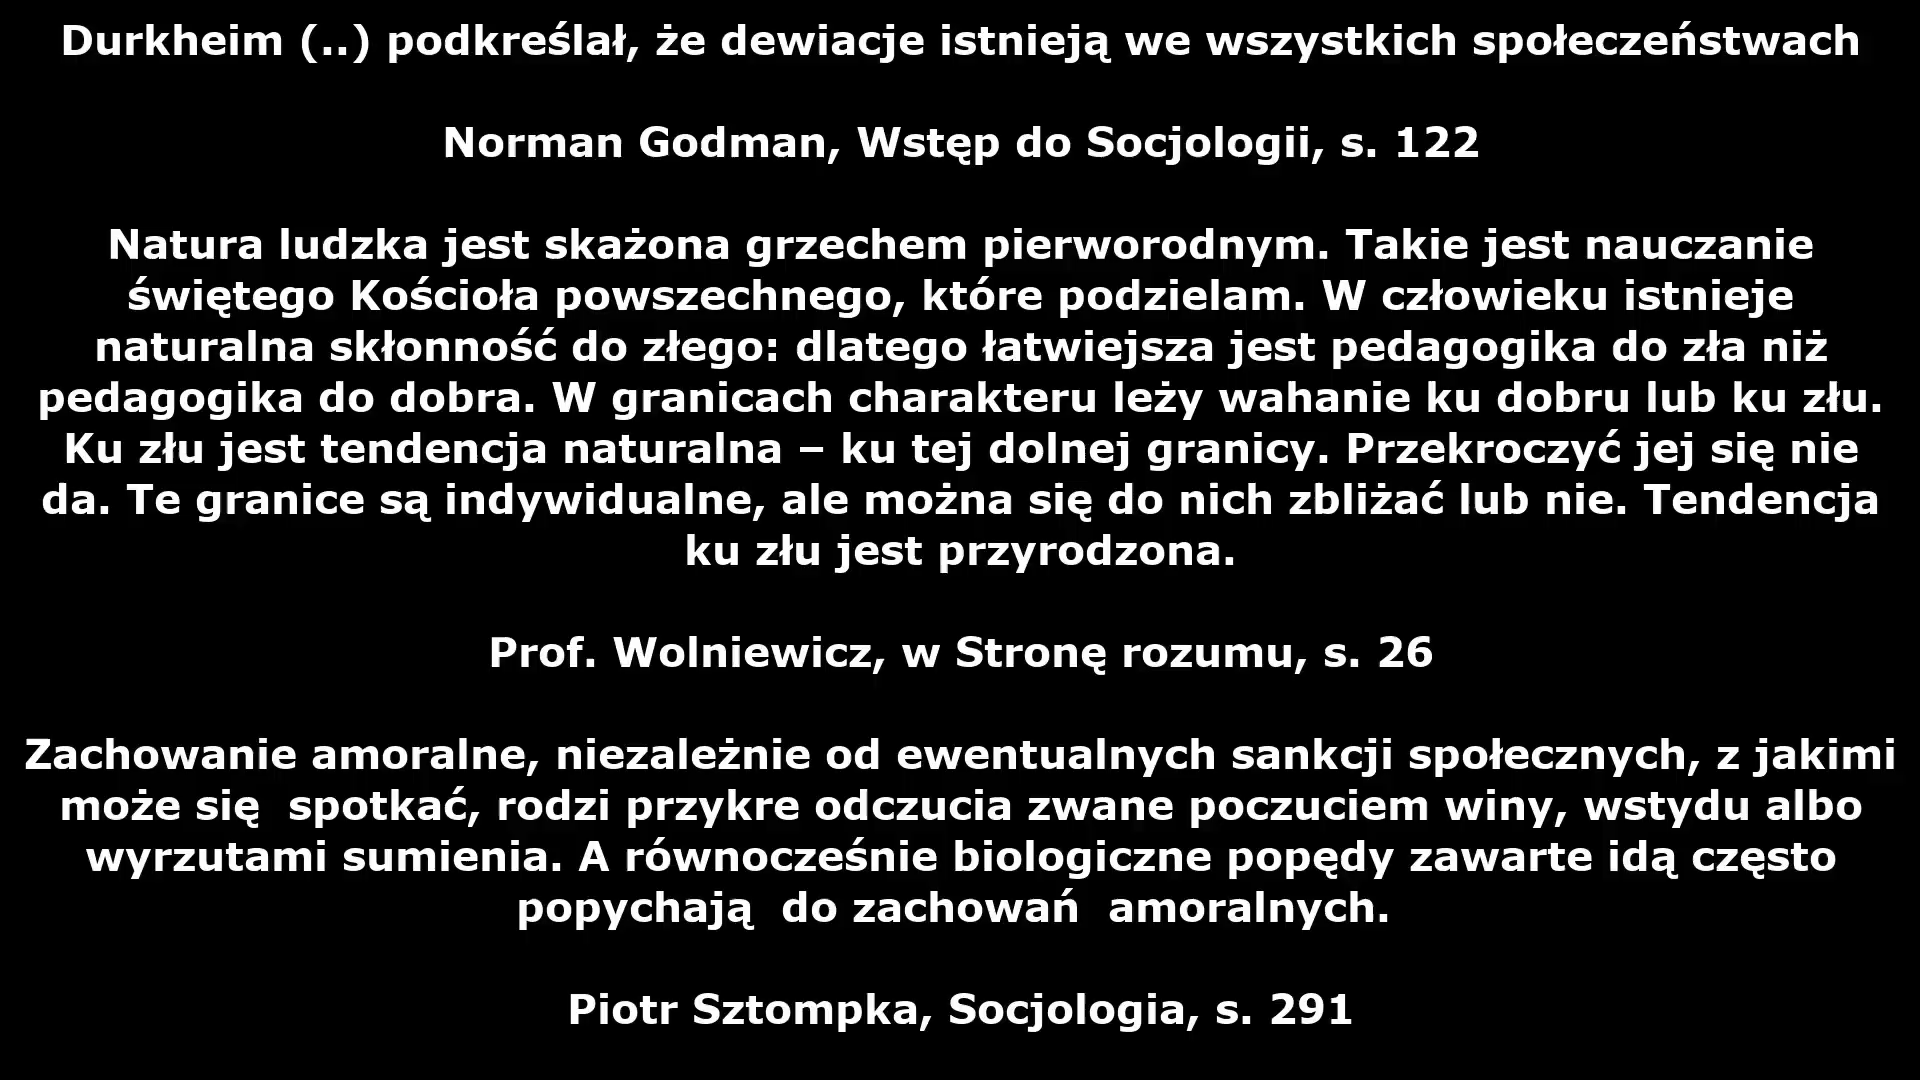 Durkheim (..) podkreślał, że dewiacje istnieją we wszystkich społeczeństwach
Norman Godman, Wstęp do Socjologii, s. 122
Natura ludzka jest skażona grzechem pierworodnym. Takie jest nauczanie
świętego Kościoła powszechnego, które podzielam. W człowieku istnieje
naturalna skłonność do złego: dlatego łatwiejsza jest pedagogika do zła niż
pedagogika do dobra. W granicach charakteru leży wahanie ku dobru lub ku złu.
Ku złu jest tendencja naturalna – ku tej dolnej granicy. Przekroczyć jej się nie
da. Te granice są indywidualne, ale można się do nich zbliżać lub nie. Tendencja
ku złu jest przyrodzona.
Prof. Wolniewicz, w Stronę rozumu, s. 26
Zachowanie amoralne, niezależnie od ewentualnych sankcji społecznych, z jakimi
może się  spotkać, rodzi przykre odczucia zwane poczuciem winy, wstydu albo
wyrzutami sumienia. A równocześnie biologiczne popędy zawarte idą często
popychają  do zachowań  amoralnych.
Piotr Sztompka, Socjologia, s. 291